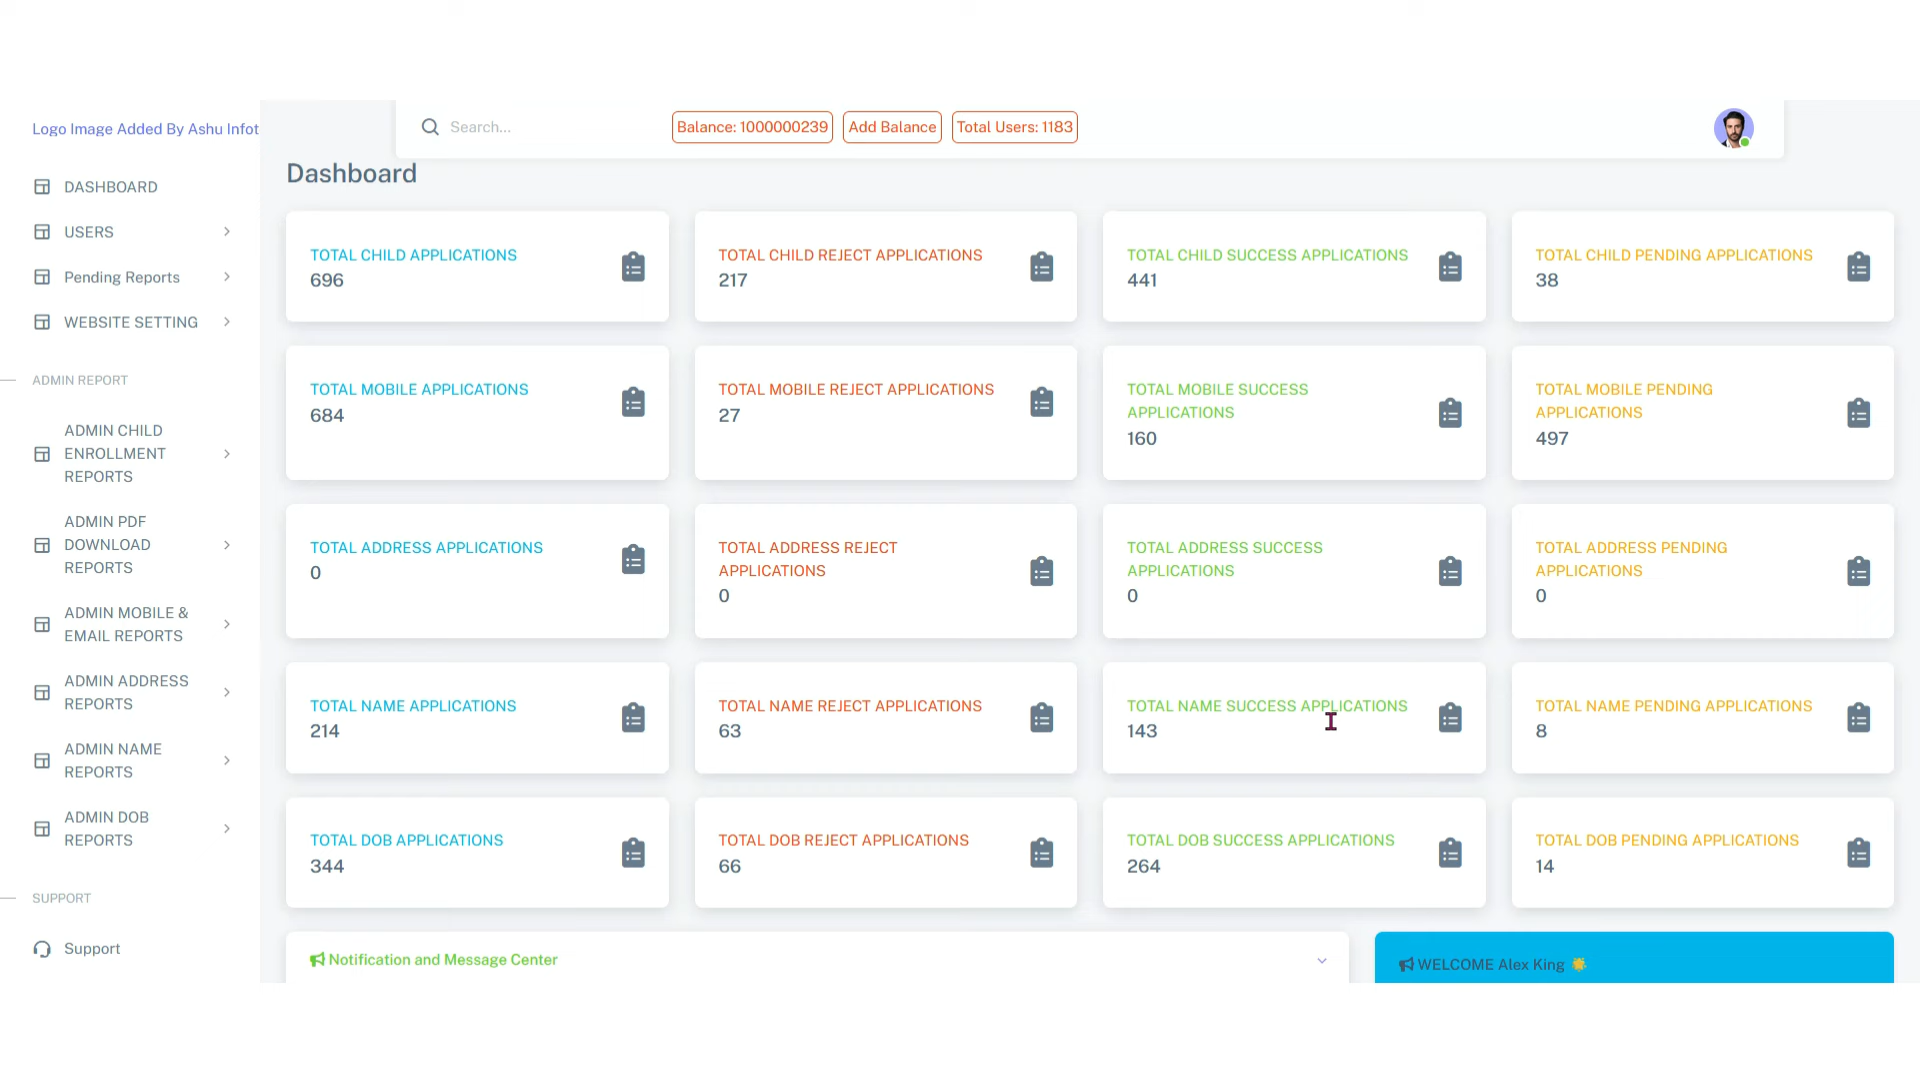 Logo Image Added By Ashu Infot
Search...
Balance: 1000000239
Add Balance
Total Users: 1183
DASHBOARD
USERS
Pending Reports
WEBSITE SETTING
ADMIN REPORT
ADMIN CHILD
ENROLLMENT
REPORTS
ADMIN PDF
DOWNLOAD
REPORTS
ADMIN MOBILE &
EMAIL REPORTS
ADMIN ADDRESS
REPORTS
ADMIN NAME
REPORTS
ADMIN DOB
REPORTS
SUPPORT
Support
Dashboard
TOTAL CHILD APPLICATIONS
696
TOTAL CHILD REJECT APPLICATIONS
217
TOTAL CHILD SUCCESS APPLICATIONS
441
TOTAL CHILD PENDING APPLICATIONS
38
TOTAL MOBILE APPLICATIONS
684
TOTAL MOBILE REJECT APPLICATIONS
27
TOTAL MOBILE SUCCESS
APPLICATIONS
160
TOTAL MOBILE PENDING
APPLICATIONS
497
TOTAL ADDRESS APPLICATIONS
0
TOTAL ADDRESS REJECT
APPLICATIONS
0
TOTAL ADDRESS SUCCESS
APPLICATIONS
0
TOTAL ADDRESS PENDING
APPLICATIONS
0
TOTAL NAME APPLICATIONS
214
TOTAL NAME REJECT APPLICATIONS
63
TOTAL NAME SUCCESS APPLICATIONS
143
TOTAL NAME PENDING APPLICATIONS
8
TOTAL DOB APPLICATIONS
344
TOTAL DOB REJECT APPLICATIONS
66
TOTAL DOB SUCCESS APPLICATIONS
264
TOTAL DOB PENDING APPLICATIONS
14
Notification and Message Center
WELCOME Alex King